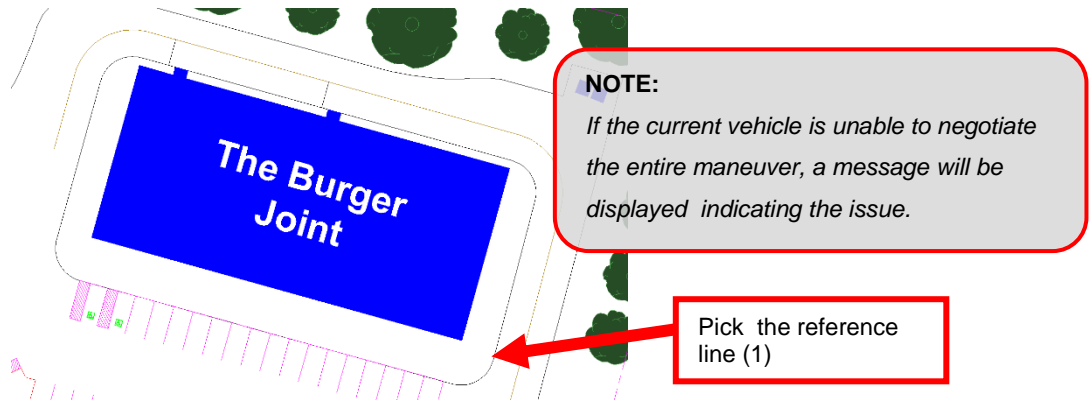 NOTE:
If the current vehicle is unable to negotiate
the entire maneuver, a message will be
displayed indicating the issue.
The Burger
Joint
Pick the reference
line (1)